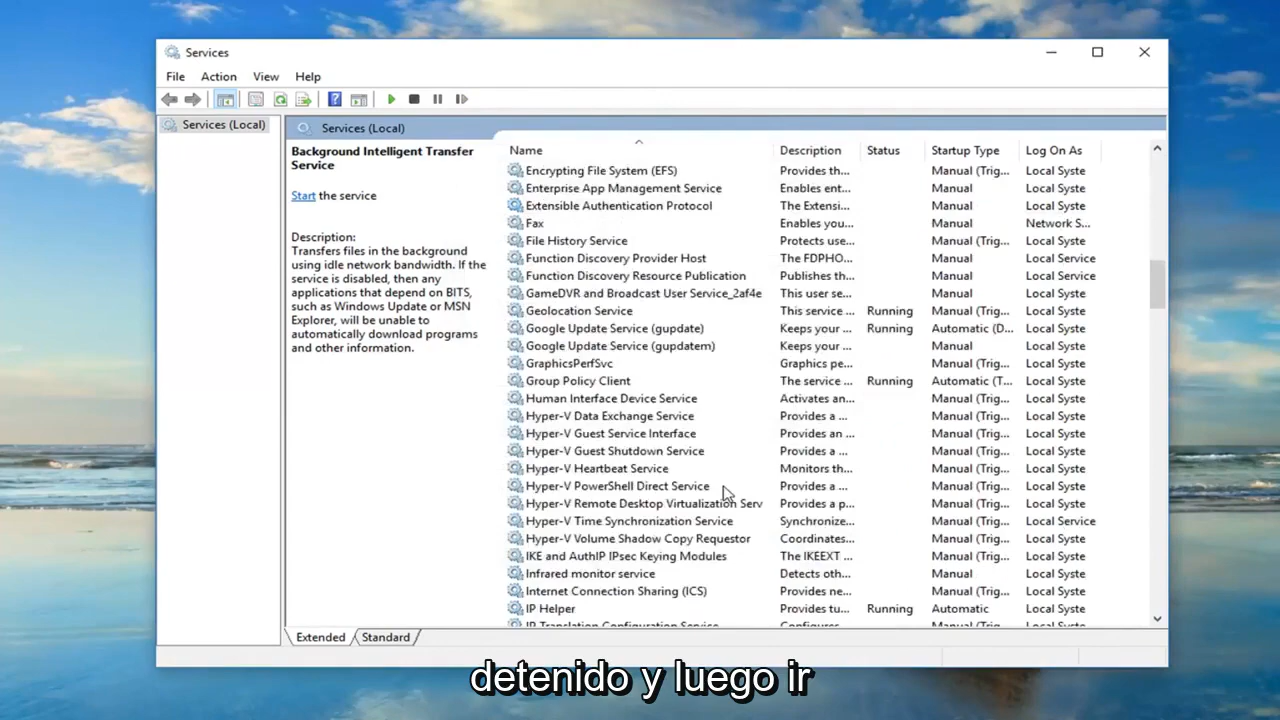 Services
File Action View Help
Services (Local)
Services (Local)
Background Intelligent Transfer
Service
Start the service
Description:
Transfers files in the background
using idle network bandwidth. If the
service is disabled, then any
applications that depend on BITS,
such as Windows Update or MSN
Explorer, will be unable to
automatically download programs
and other information.
Name Description Status Startup Type Log On As
Encrypting File System (EFS) Provides th... Manual (Trig... Local Syste
Enterprise App Management Service Enables ent... Manual Local Syste
Extensible Authentication Protocol The Extensi... Manual Local Syste
Fax Enables you... Manual Network S...
File History Service Protects use... Manual (Trig... Local Syste
Function Discovery Provider Host The FDPHO... Manual Local Service
Function Discovery Resource Publication Publishes th... Manual Local Service
GameDVR and Broadcast User Service_2af4e This user se... Manual Local Syste
Geolocation Service This service ... Running Manual (Trig... Local Syste
Google Update Service (gupdate) Keeps your ... Running Automatic (D... Local Syste
Google Update Service (gupdatem) Keeps your ... Manual Local Syste
GraphicsPerfSvc Graphics pe... Manual (Trig... Local Syste
Group Policy Client The service ... Running Automatic (T... Local Syste
Human Interface Device Service Activates an... Manual (Trig... Local Syste
Hyper-V Data Exchange Service Provides a ... Manual (Trig... Local Syste
Hyper-V Guest Service Interface Provides an ... Manual (Trig... Local Syste
Hyper-V Guest Shutdown Service Provides a ... Manual (Trig... Local Syste
Hyper-V Heartbeat Service Monitors th... Manual (Trig... Local Syste
Hyper-V PowerShell Direct Service Provides a ... Manual (Trig... Local Syste
Hyper-V Remote Desktop Virtualization Serv Provides a p... Manual (Trig... Local Syste
Hyper-V Time Synchronization Service Synchronize... Manual (Trig... Local Service
Hyper-V Volume Shadow Copy Requestor Coordinates... Manual (Trig... Local Syste
IKE and AuthIP IPsec Keying Modules The IKEEXT ... Manual (Trig... Local Syste
Infrared monitor service Detects oth... Manual Local Syste
Internet Connection Sharing (ICS) Provides ne... Manual (Trig... Local Syste
IP Helper Provides tu... Running Automatic Local Syste
IP Translation Configuration Service Configures Manual (Trig... Local Syste
Extended Standard
detenido y luego ir